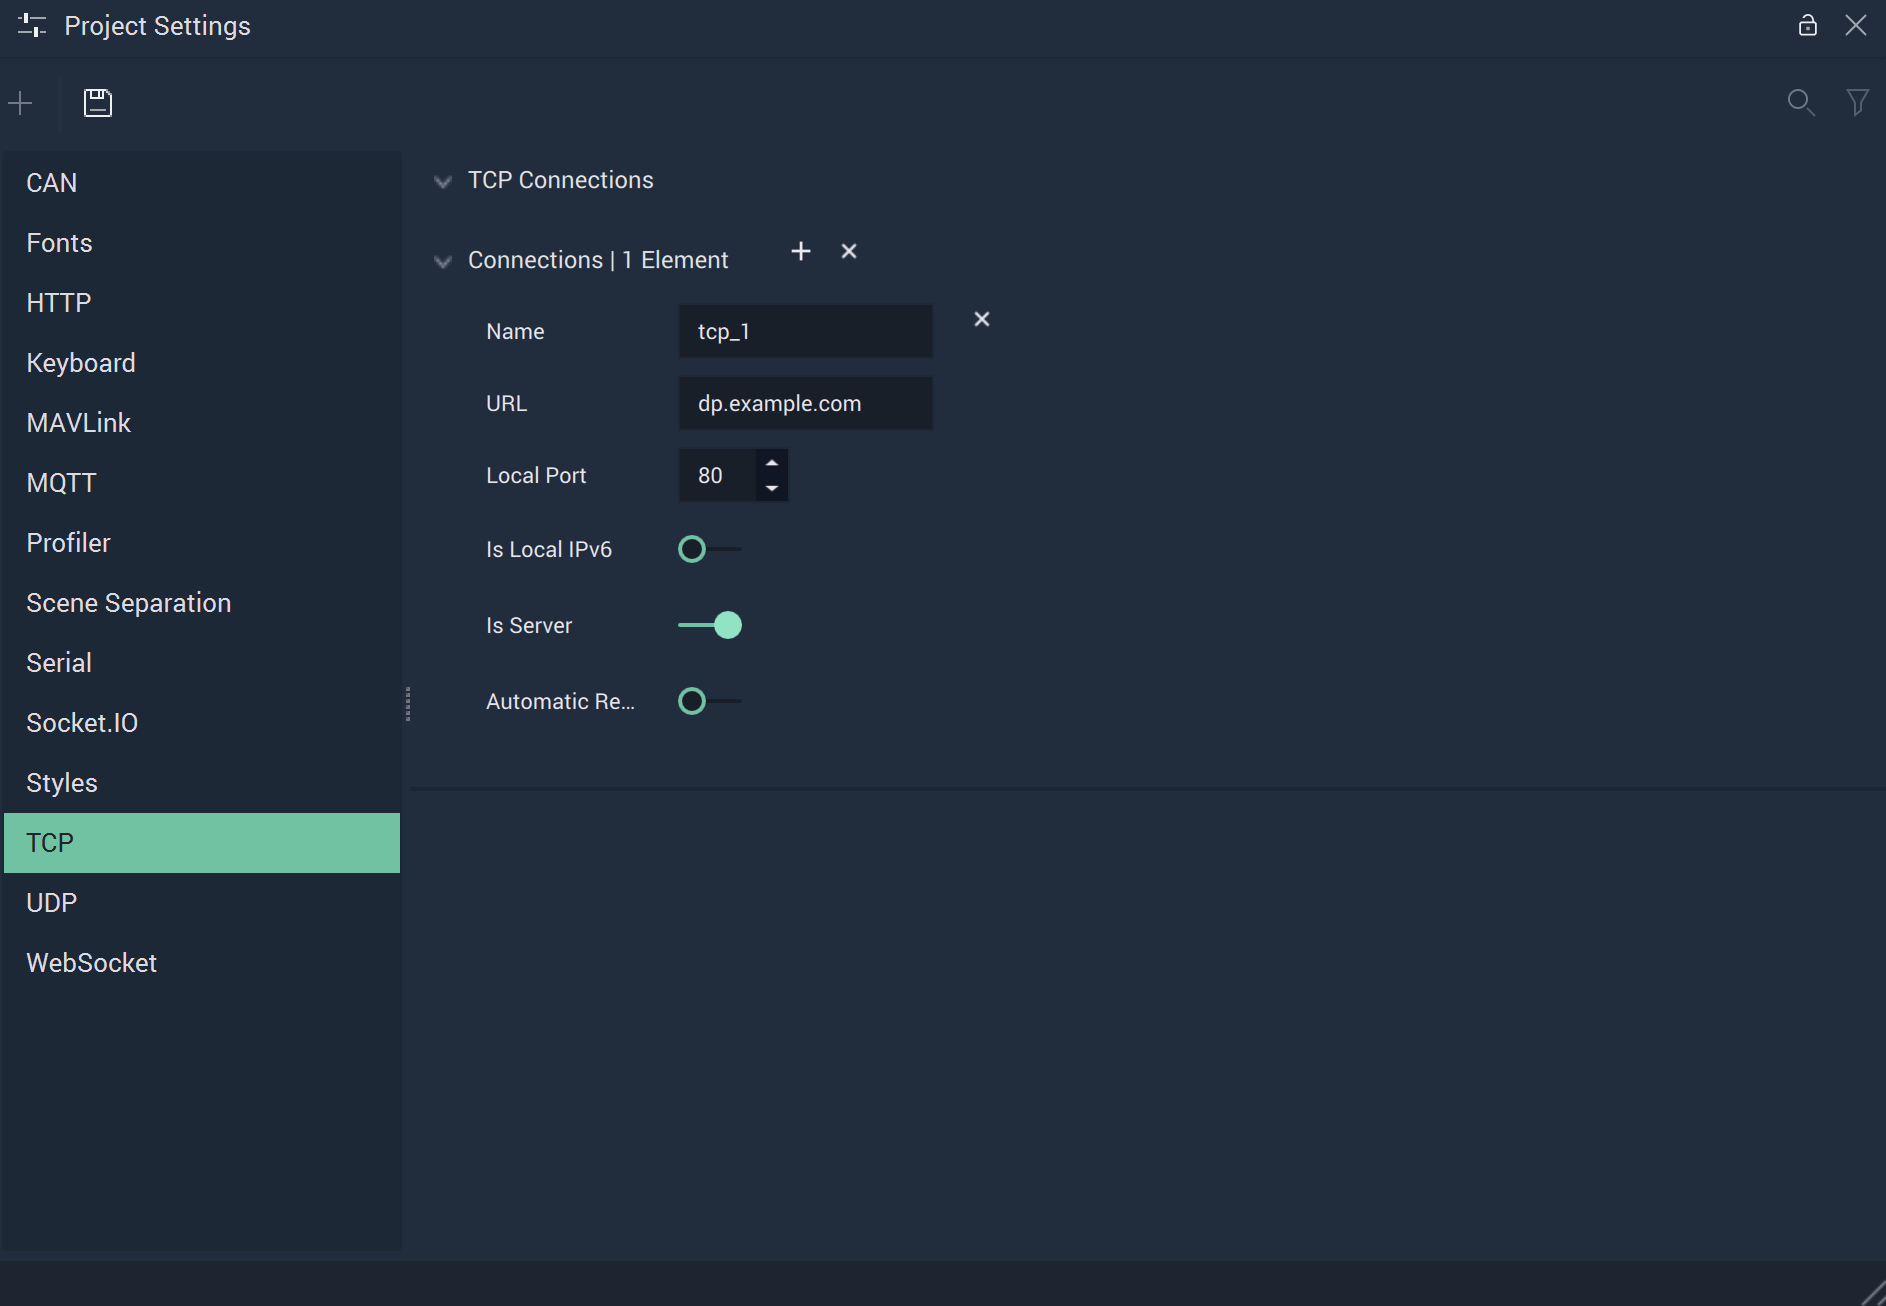 Project Settings
CAN
Fonts
HTTP
Keyboard
MAVLink
MQTT
Profiler
Scene Separation
Serial
Socket.IO
Styles
TCP
UDP
WebSocket
TCP Connections
Connections | 1 Element
Name tcp_1
URL dp.example.com
Local Port 80
Is Local IPv6
Is Server
Automatic Re...